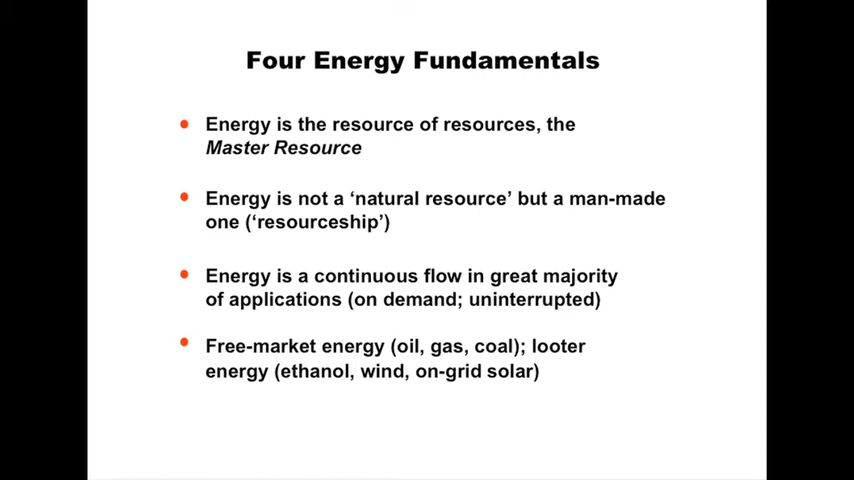 Four Energy Fundamentals
• Energy is the resource of resources, the
Master Resource
• Energy is not a ‘natural resource’ but a man-made
one (‘resourceship’)
• Energy is a continuous flow in great majority
of applications (on demand; uninterrupted)
• Free-market energy (oil, gas, coal); looter
energy (ethanol, wind, on-grid solar)